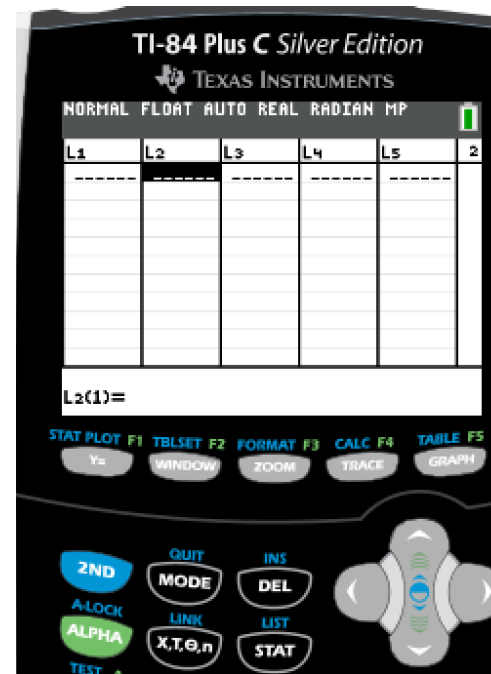 TI-84 Plus C Silver Edition
TEXAS INSTRUMENTS
NORMAL FLOAT AUTO REAL RADIAN MP
L1 L2 L3 L4 L5 2
------ ------ ------ ------ ------
L2(1)=
STAT PLOT F1 TBLSET F2 FORMAT F3 CALC F4 TABLE F5
Y= WINDOW ZOOM TRACE GRAPH
QUIT INS
2ND MODE DEL
A-LOCK LINK LIST
ALPHA X,T,Θ,n STAT
TEST A